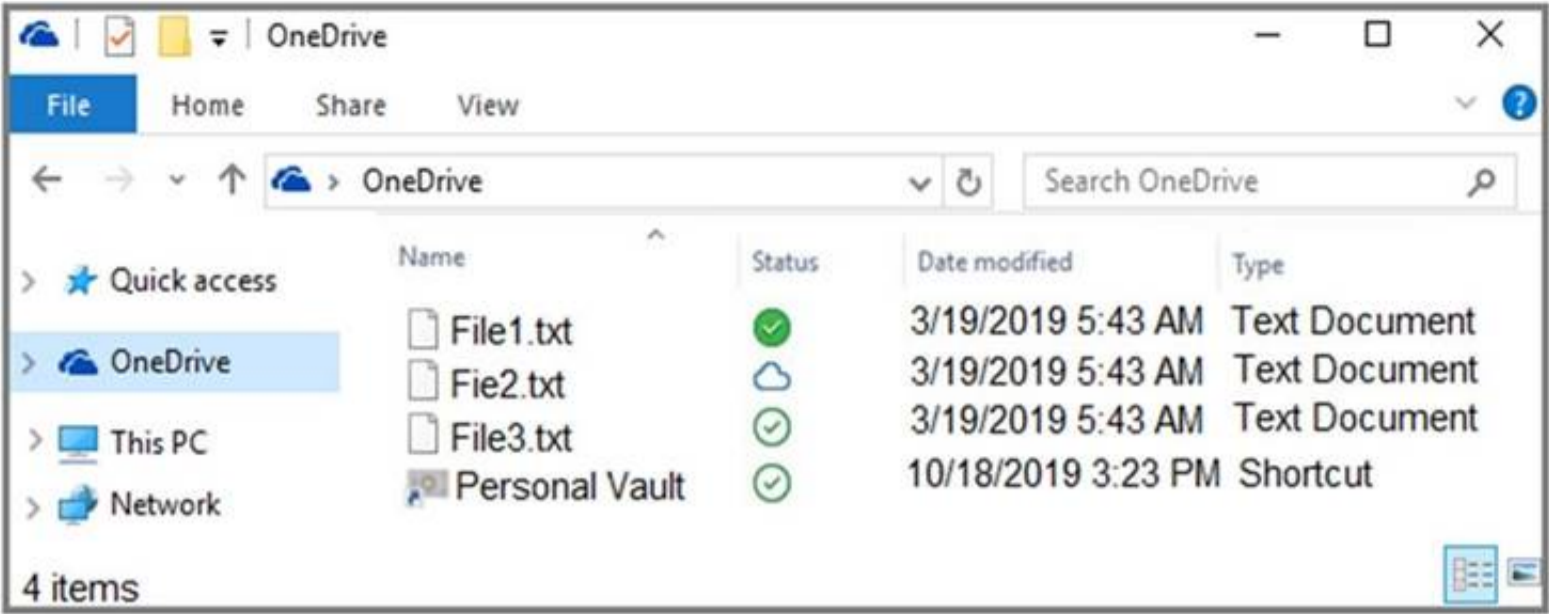 OneDrive
File Home Share View
OneDrive Search OneDrive
Name Status Date modified Type
Quick access
File1.txt 3/19/2019 5:43 AM Text Document
OneDrive
Fie2.txt 3/19/2019 5:43 AM Text Document
This PC
File3.txt 3/19/2019 5:43 AM Text Document
Network
Personal Vault 10/18/2019 3:23 PM Shortcut
4 items